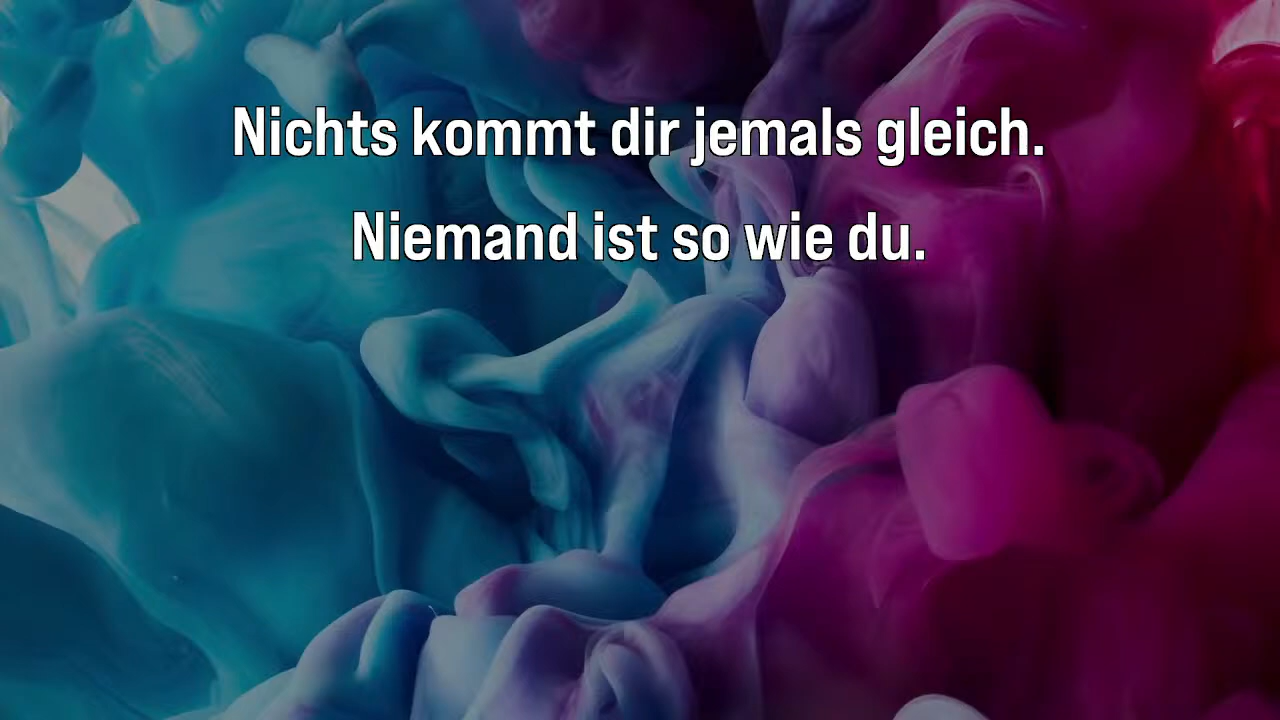 Nichts kommt dir jemals gleich.
Niemand ist so wie du.